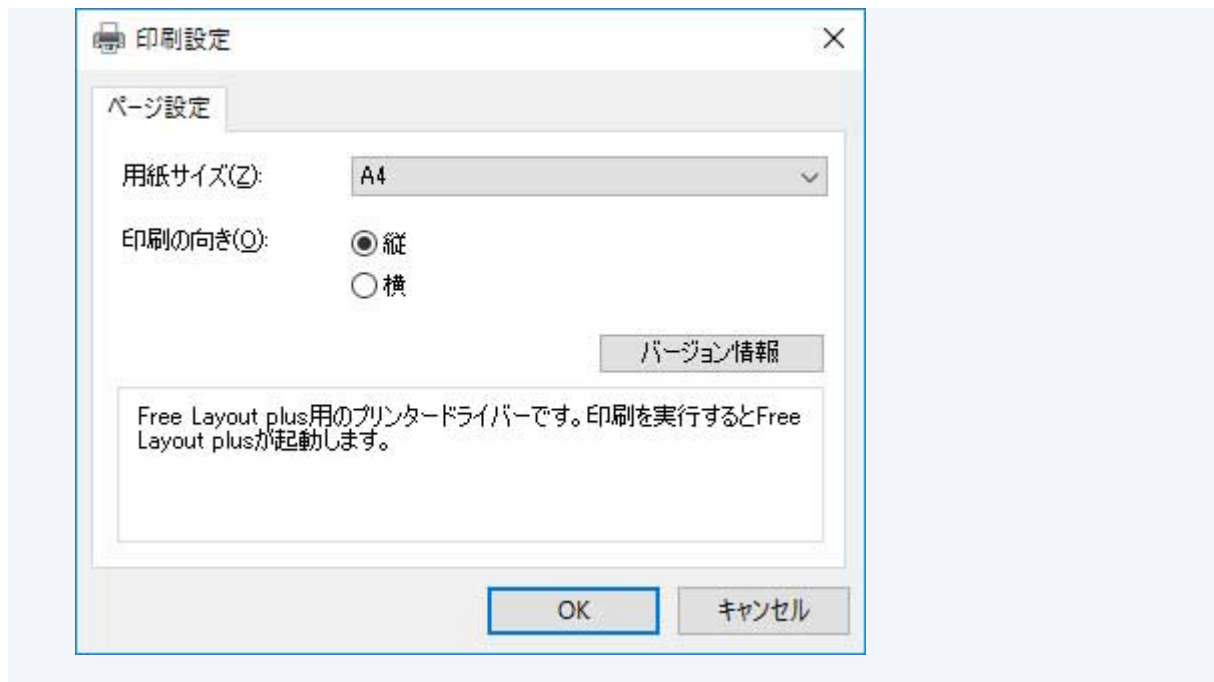 印刷設定
ページ設定
用紙サイズ(Z): A4
印刷の向き(O): 縦
横
バージョン情報
Free Layout plus用のプリンタードライバーです。印刷を実行するとFree
Layout plusが起動します。
OK キャンセル